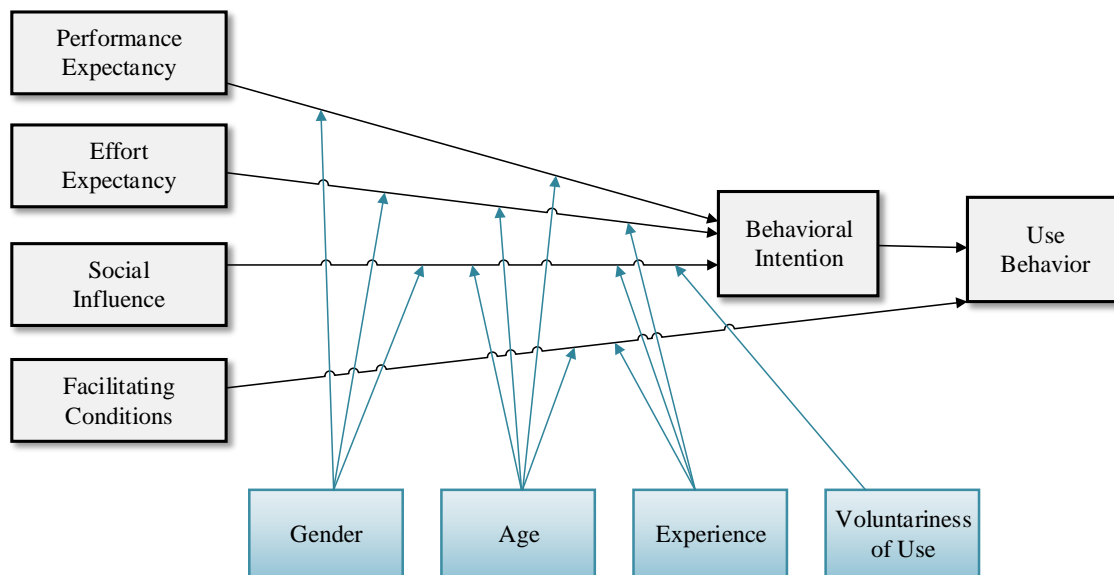 Performance
Expectancy
Effort
Expectancy
Social
Influence
Facilitating
Conditions
Behavioral
Intention
Use
Behavior
Gender
Age
Experience
Voluntariness
of Use